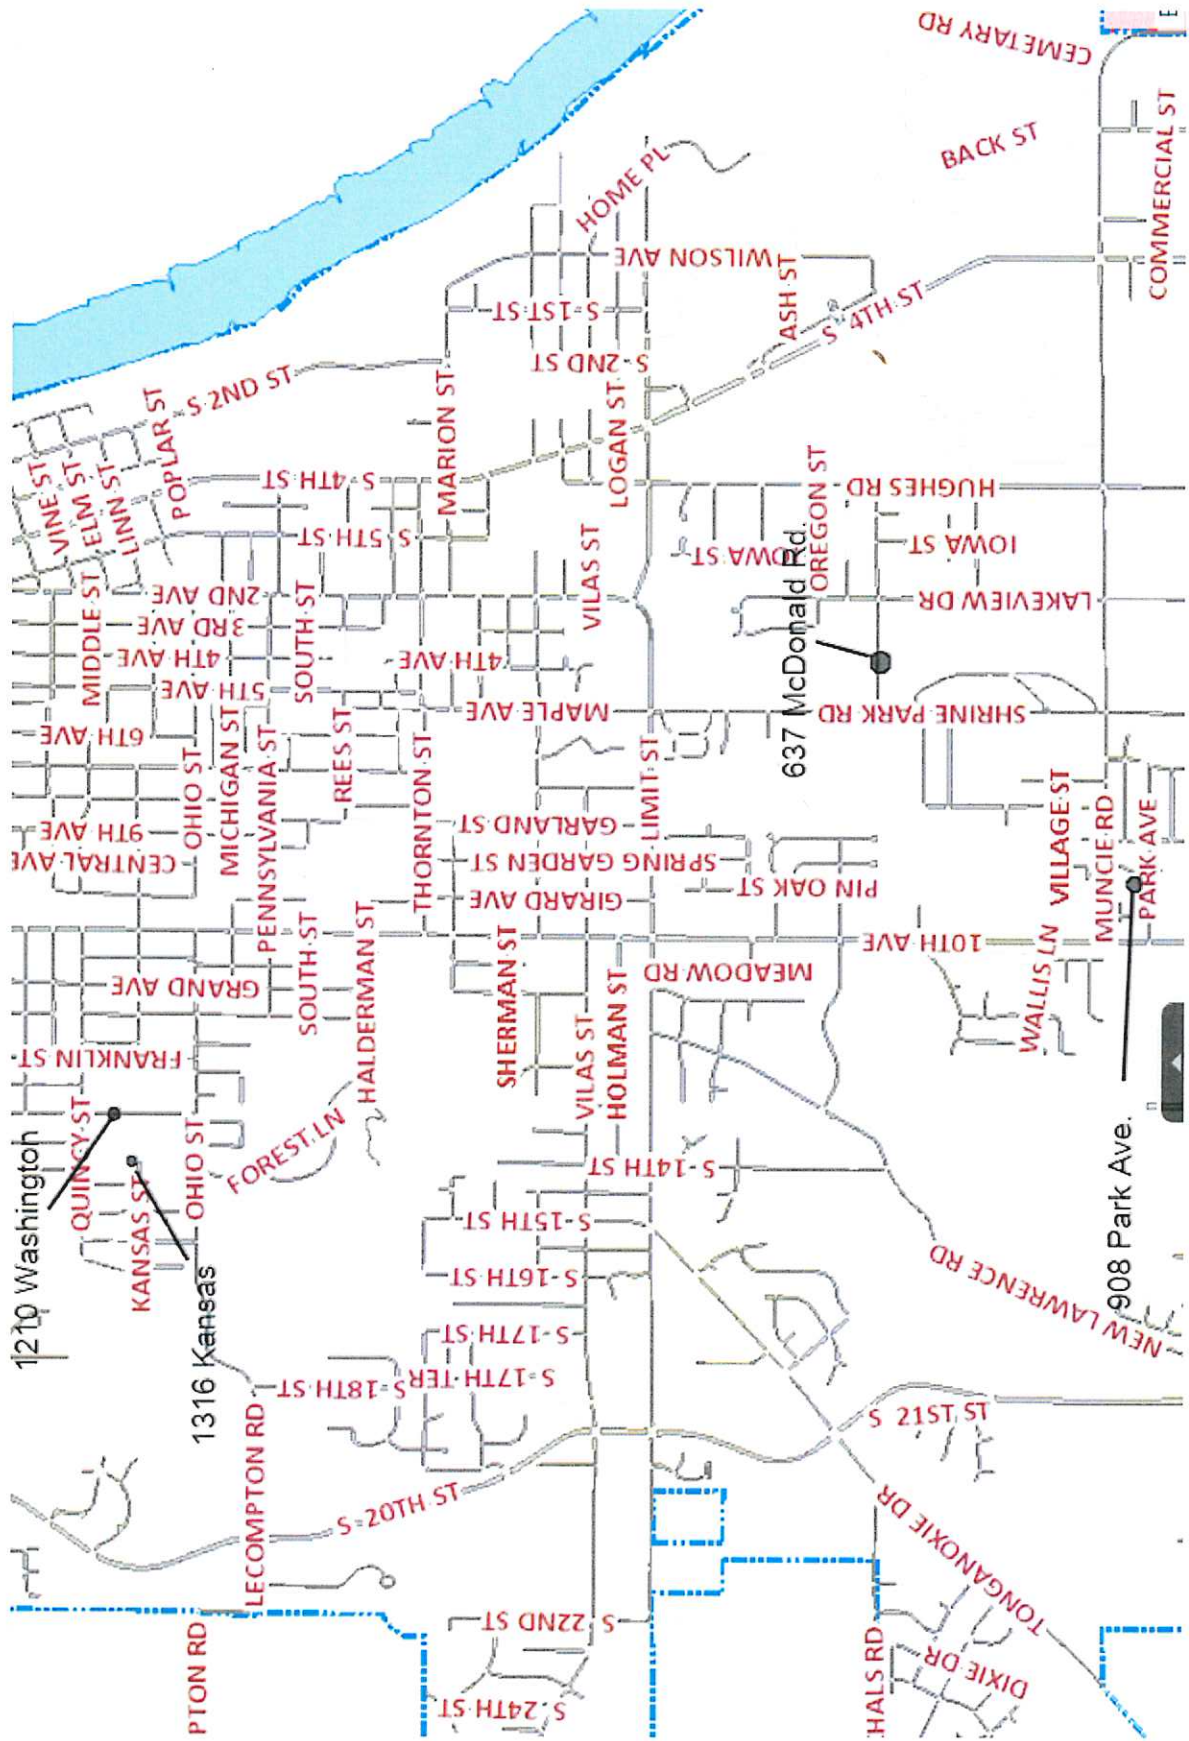 CEMETARY RD
BACK ST
COMMERCIAL ST
E
HOME PL
WILSON AVE
ASH ST
S 4TH ST
S 1ST ST
S 2ND ST
S 2ND ST
MARION ST
LOGAN ST
POPLAR ST
VINE ST
ELM ST
LINN ST
S 4TH ST
HUGHES RD
OREGON ST
S 5TH ST
VILAS ST
IOWA ST
IOWA ST
2ND AVE
MIDDLE ST
3RD AVE
SOUTH ST
LAKEVIEW DR
637 McDonald Rd.
4TH AVE
4TH AVE
5TH AVE
MAPLE AVE
SHRINE PARK RD
6TH AVE
OHIO ST
MICHIGAN ST
PENNSYLVANIA ST
REES ST
THORNTON ST
LIMIT ST
9TH AVE
CENTRAL AVE
GARLAND ST
SPRING GARDEN ST
GIRARD AVE
PIN OAK ST
VILLAGE ST
MUNCIE RD
PARK AVE
10TH AVE
SOUTH ST
HALDERMAN ST
SHERMAN ST
MEADOW RD
WALLIS LN
GRAND AVE
VILAS ST
HOLMAN ST
FRANKLIN ST
QUINCY ST
OHIO ST
FOREST LN
S 14TH ST
1210 Washington
KANSAS ST
S 15TH ST
908 Park Ave.
S 16TH ST
NEW LAWRENCE RD
1316 Kansas
S 17TH ST
S 17TH TER
S 18TH ST
S 21ST ST
LECOMPTON RD
S 20TH ST
TONGANOXIE DR
S 22ND ST
PTON RD
HALS RD
DIXIE DR
S 24TH ST